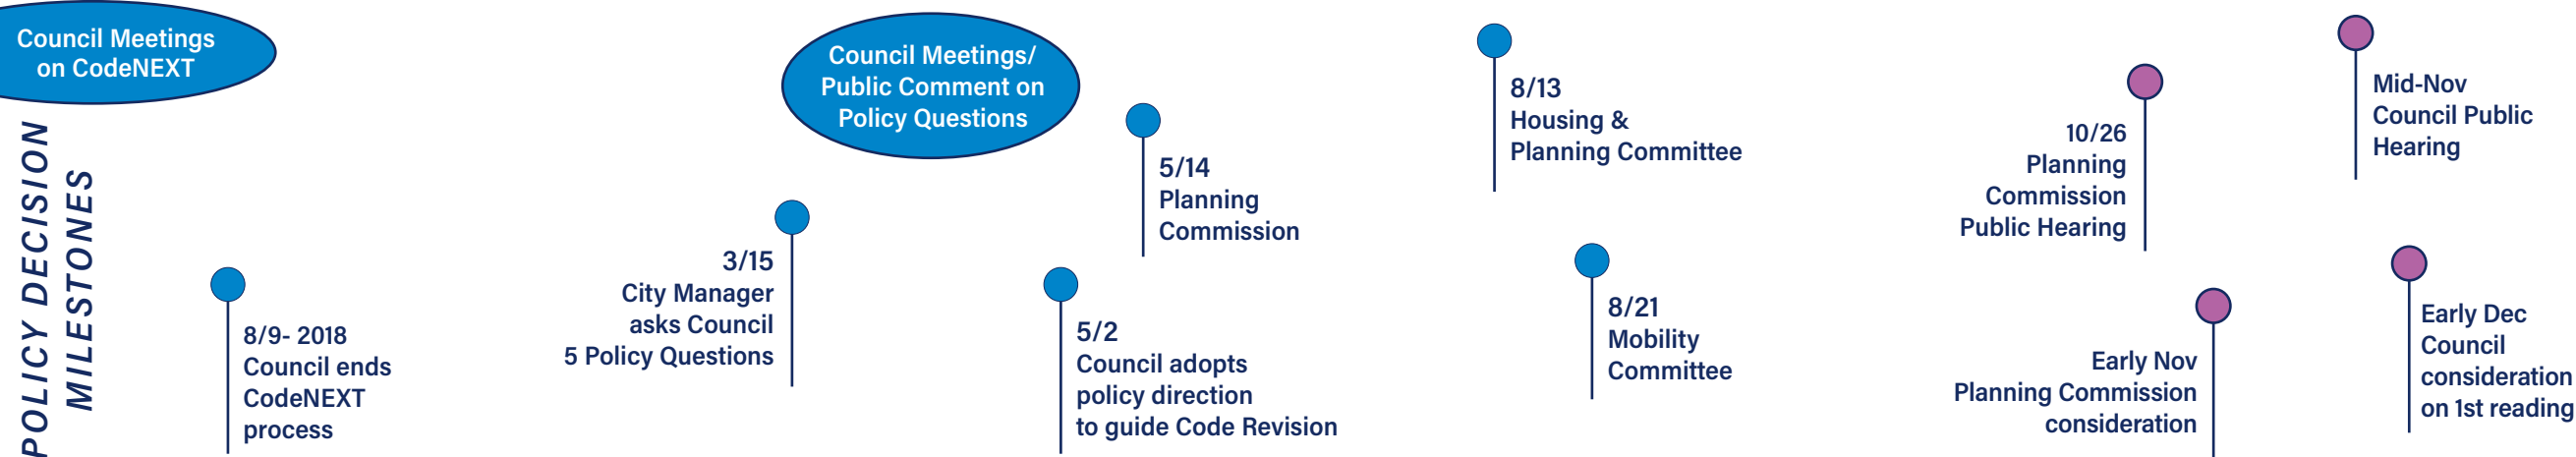 Council Meetings
on CodeNEXT
POLICY DECISION
MILESTONES
8/9- 2018
Council ends
CodeNEXT
process
3/15
City Manager
asks Council
5 Policy Questions
Council Meetings/
Public Comment on
Policy Questions
5/2
Council adopts
policy direction
to guide Code Revision
5/14
Planning
Commission
8/13
Housing &
Planning Committee
8/21
Mobility
Committee
10/26
Planning
Commission
Public Hearing
Early Nov
Planning Commission
consideration
Mid-Nov
Council Public
Hearing
Early Dec
Council
consideration
on 1st reading